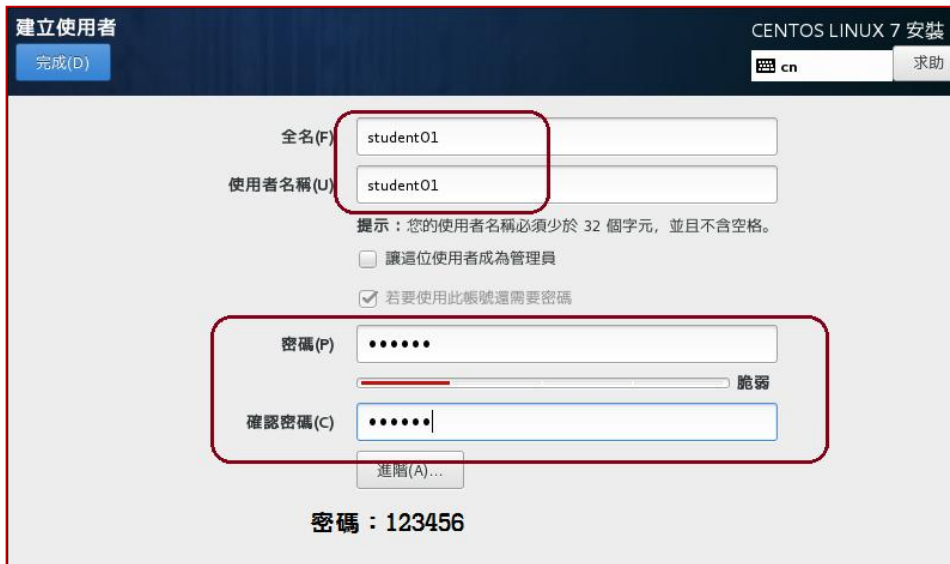 建立使用者
CENTOS LINUX 7 安裝
完成(D)
cn
求助
全名(F)
student01
使用者名稱(U)
student01
提示：您的使用者名稱必須少於 32 個字元，並且不含空格。
讓這位使用者成為管理員
若要使用此帳號還需要密碼
密碼(P)
••••••
脆弱
確認密碼(C)
••••••
進階(A)...
密碼：123456